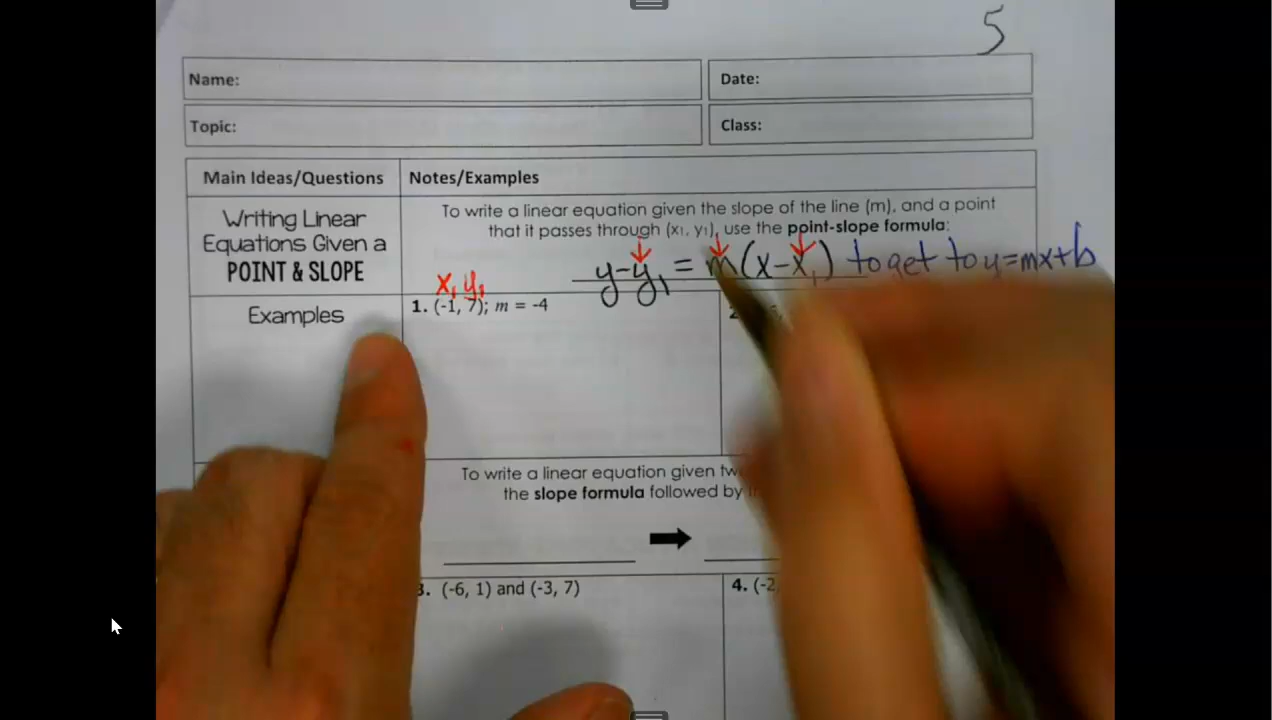 5
Name:
Date:
Topic:
Class:
Main Ideas/Questions
Notes/Examples
Writing Linear
Equations Given a
POINT & SLOPE
To write a linear equation given the slope of the line (m), and a point
that it passes through (x₁, y₁), use the point-slope formula:
y-y₁ = m(x-x₁) to get to y=mx+b
x₁ y₁
Examples
1. (-1, 7); m = -4
2.
To write a linear equation given
the slope formula followed by
3. (-6, 1) and (-3, 7)
4. (-2,